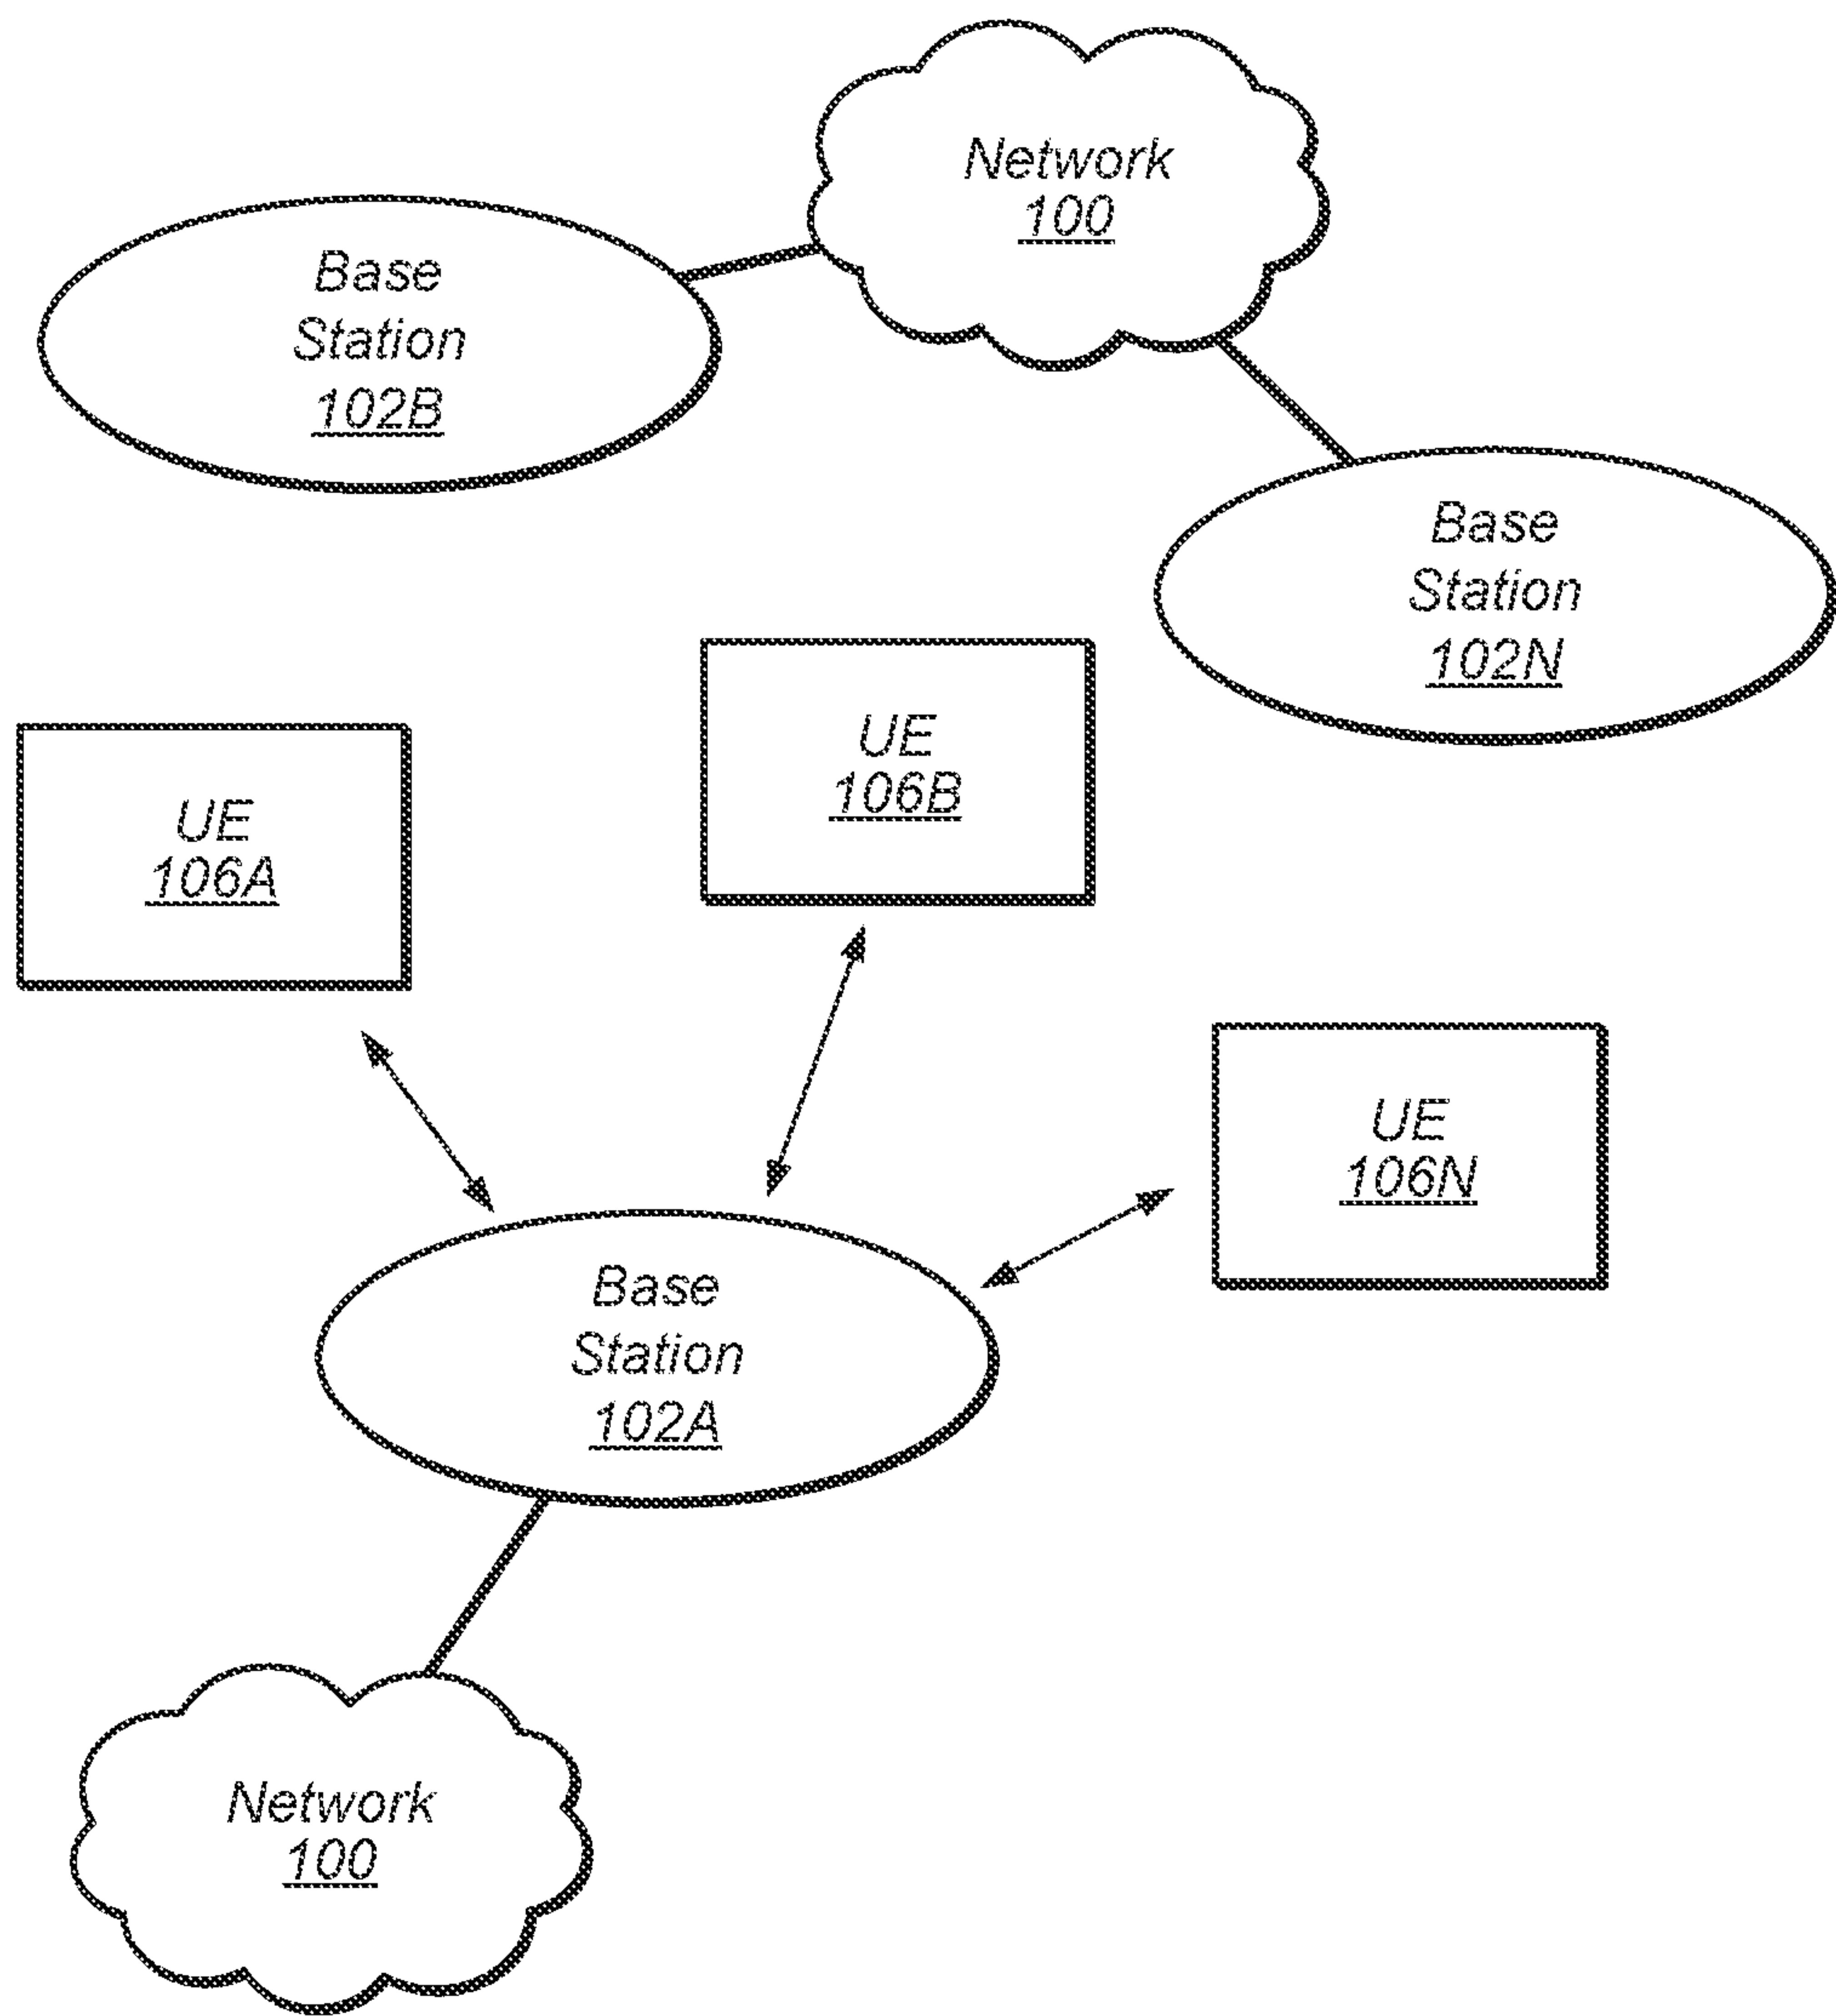 Network
100
Base
Station
102B
Base
Station
102N
UE
106B
UE
106A
UE
106N
Base
Station
102A
Network
100